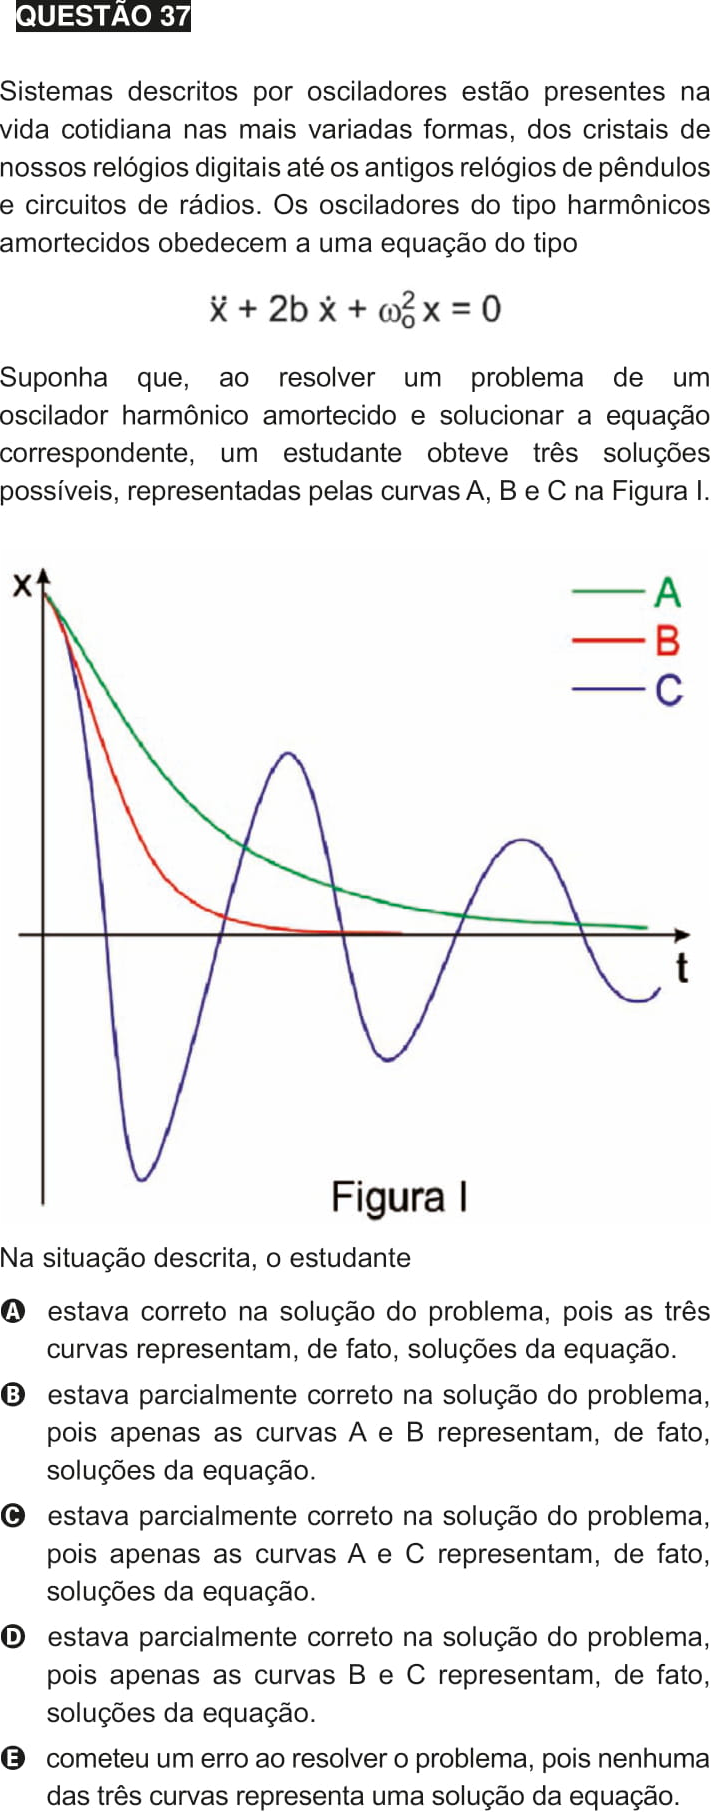 QUESTÃO 37
Sistemas descritos por osciladores estão presentes na
vida cotidiana nas mais variadas formas, dos cristais de
nossos relógios digitais até os antigos relógios de pêndulos
e circuitos de rádios. Os osciladores do tipo harmônicos
amortecidos obedecem a uma equação do tipo
ẍ + 2b ẋ + ω₀² x = 0
Suponha que, ao resolver um problema de um
oscilador harmônico amortecido e solucionar a equação
correspondente, um estudante obteve três soluções
possíveis, representadas pelas curvas A, B e C na Figura I.
x
A
B
C
t
Figura I
Na situação descrita, o estudante
A estava correto na solução do problema, pois as três
curvas representam, de fato, soluções da equação.
B estava parcialmente correto na solução do problema,
pois apenas as curvas A e B representam, de fato,
soluções da equação.
C estava parcialmente correto na solução do problema,
pois apenas as curvas A e C representam, de fato,
soluções da equação.
D estava parcialmente correto na solução do problema,
pois apenas as curvas B e C representam, de fato,
soluções da equação.
E cometeu um erro ao resolver o problema, pois nenhuma
das três curvas representa uma solução da equação.